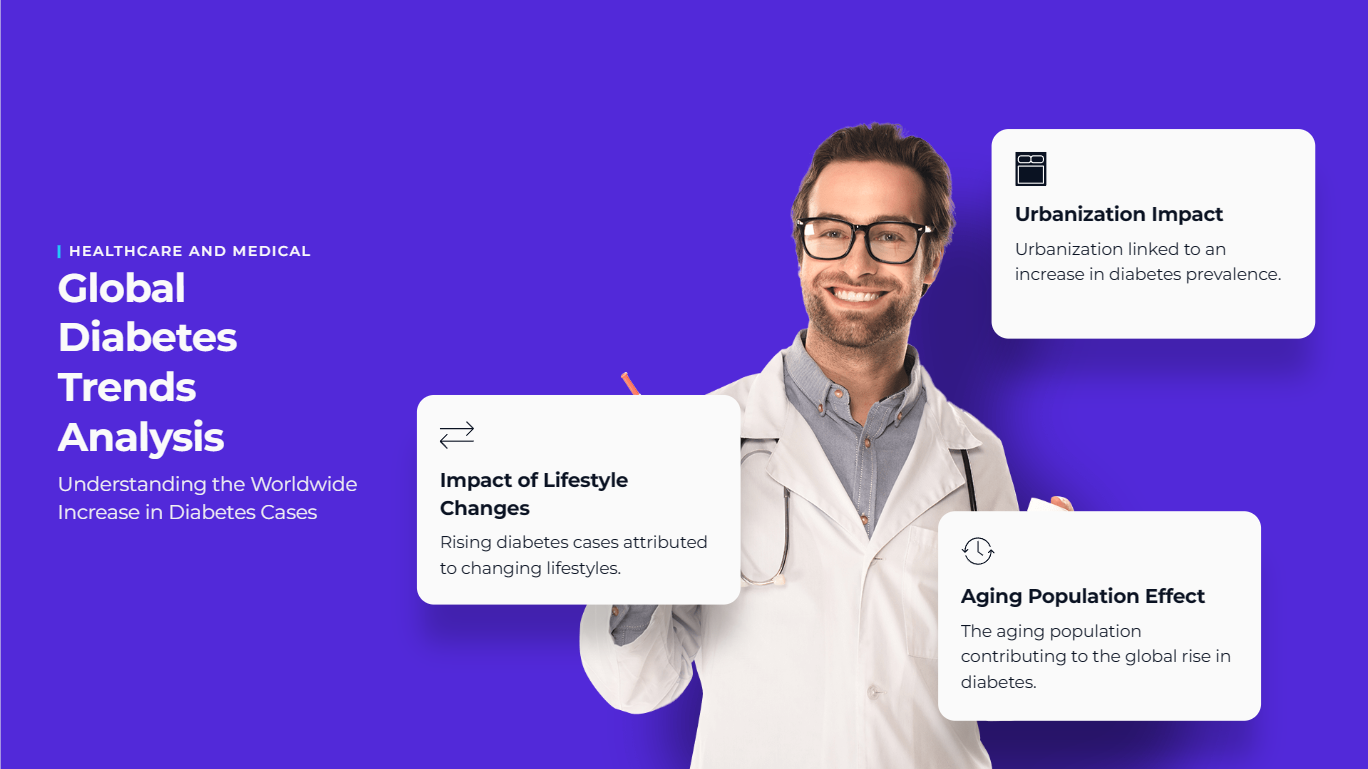 HEALTHCARE AND MEDICAL
Global
Diabetes
Trends
Analysis
Understanding the Worldwide
Increase in Diabetes Cases
Impact of Lifestyle
Changes
Rising diabetes cases attributed
to changing lifestyles.
Urbanization Impact
Urbanization linked to an
increase in diabetes prevalence.
Aging Population Effect
The aging population
contributing to the global rise in
diabetes.